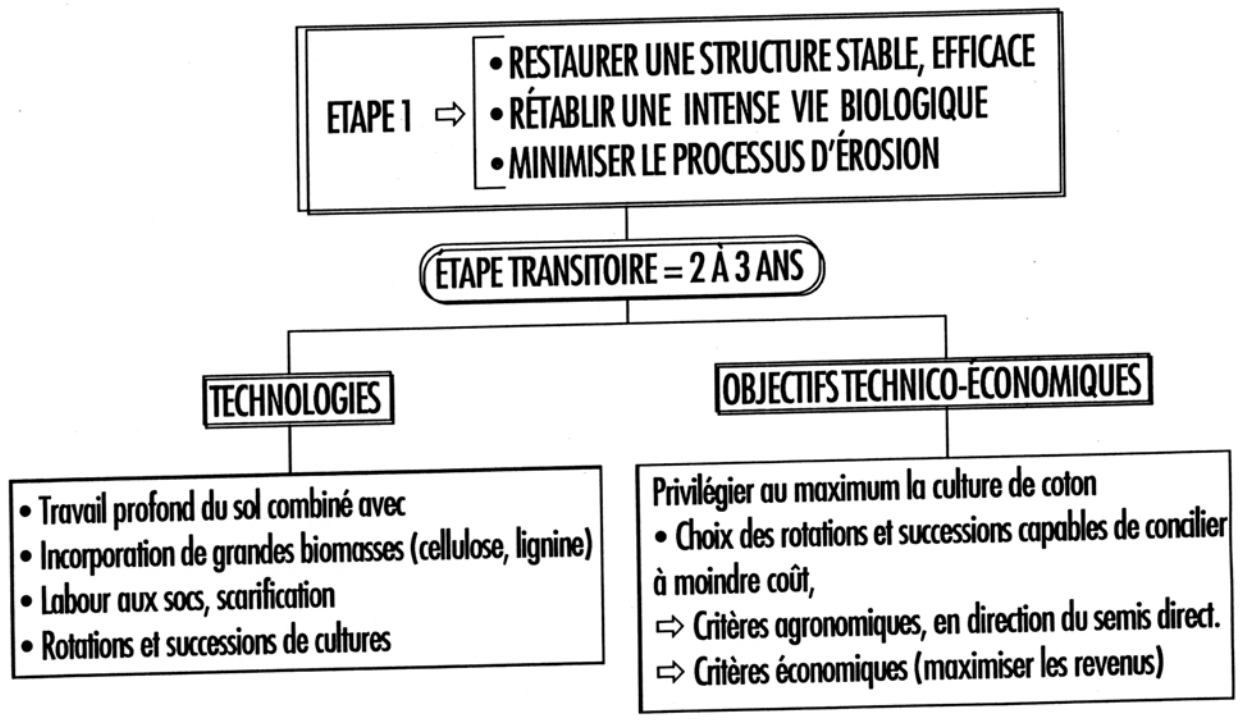 ETAPE 1 ⇨
• RESTAURER UNE STRUCTURE STABLE, EFFICACE
• RÉTABLIR UNE INTENSE VIE BIOLOGIQUE
• MINIMISER LE PROCESSUS D'ÉROSION
ÉTAPE TRANSITOIRE = 2 À 3 ANS
TECHNOLOGIES
• Travail profond du sol combiné avec
• Incorporation de grandes biomasses (cellulose, lignine)
• Labour aux socs, scarification
• Rotations et successions de cultures
OBJECTIFS TECHNICO-ÉCONOMIQUES
Privilégier au maximum la culture de coton
• Choix des rotations et successions capables de concilier
à moindre coût,
⇨ Critères agronomiques, en direction du semis direct.
⇨ Critères économiques (maximiser les revenus)